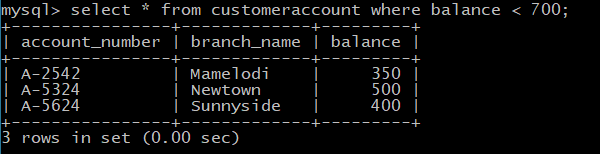 mysql> select * from customeraccount where balance < 700;
+----------------+-------------+---------+
| account_number | branch_name | balance |
+----------------+-------------+---------+
| A-2542         | Mamelodi    |     350 |
| A-5324         | Newtown     |     500 |
| A-5624         | Sunnyside   |     400 |
+----------------+-------------+---------+
3 rows in set (0.00 sec)